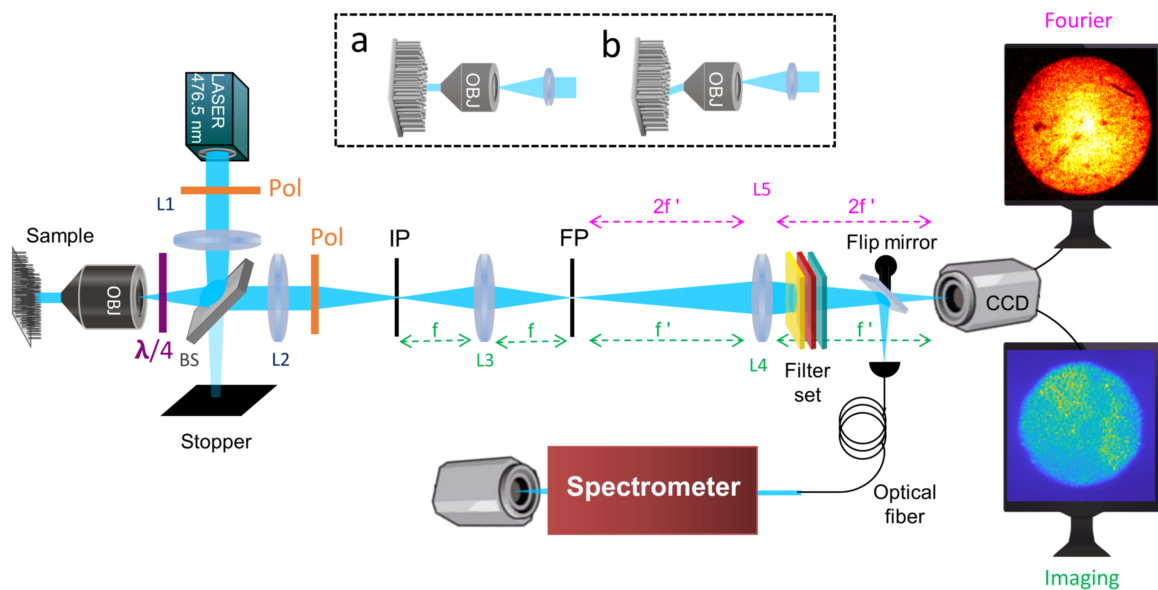 Fourier
a
b
OBJ
OBJ
LASER
476.5 nm
Pol
L1
L5
2f '
2f '
Sample
Pol
IP
FP
Flip mirror
OBJ
CCD
λ/4
BS
L2
f
f
L3
f '
f '
L4
Filter
set
Stopper
Spectrometer
Optical
fiber
Imaging